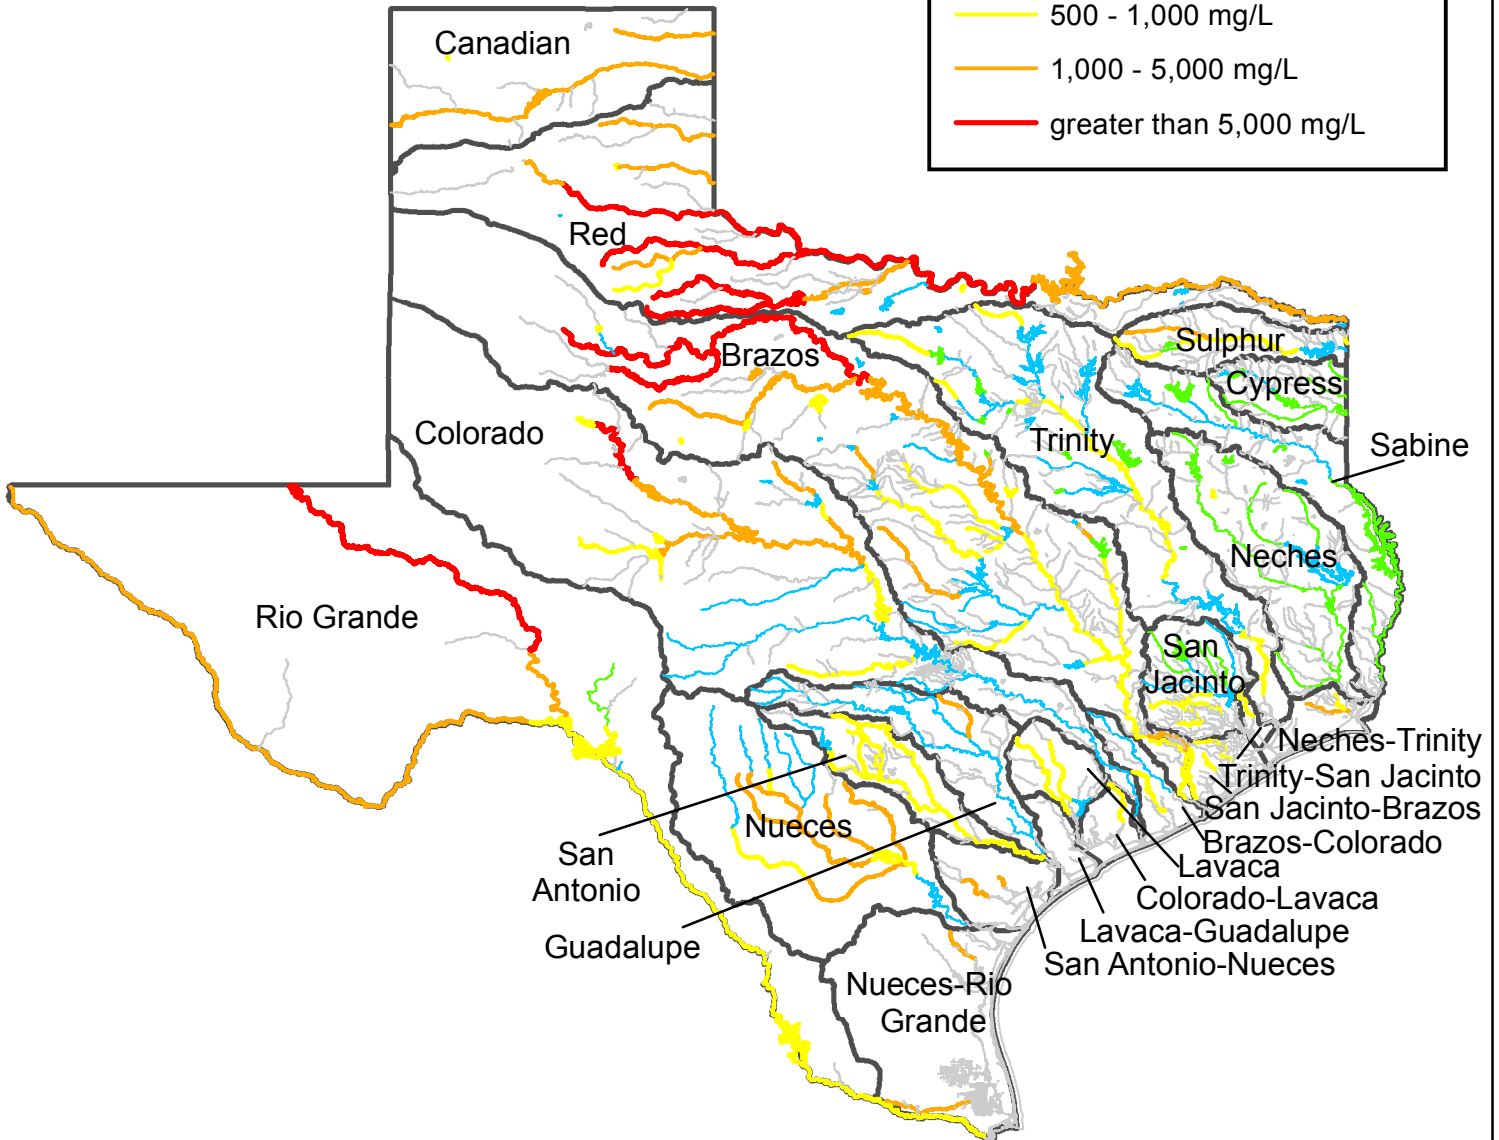 500 - 1,000 mg/L
1,000 - 5,000 mg/L
greater than 5,000 mg/L
Canadian
Red
Brazos
Sulphur
Cypress
Colorado
Trinity
Sabine
Neches
Rio Grande
San
Jacinto
Neches-Trinity
Trinity-San Jacinto
San Jacinto-Brazos
Brazos-Colorado
Nueces
San
Antonio
Lavaca
Colorado-Lavaca
Guadalupe
Lavaca-Guadalupe
San Antonio-Nueces
Nueces-Rio
Grande